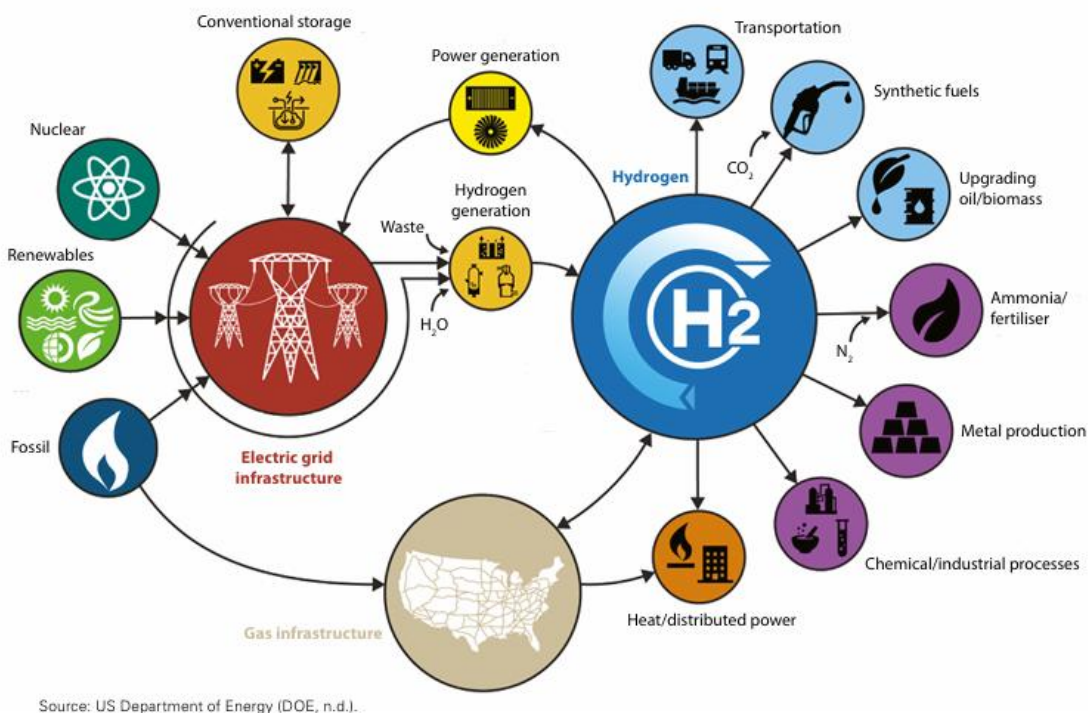 Conventional storage
Power generation
Transportation
Synthetic fuels
CO₂
Nuclear
Hydrogen
Upgrading
oil/biomass
Hydrogen
generation
Waste
Renewables
H2
Ammonia/
fertiliser
H₂O
N₂
Fossil
Metal production
Electric grid
infrastructure
Chemical/industrial processes
Gas infrastructure
Heat/distributed power
Source: US Department of Energy (DOE, n.d.).